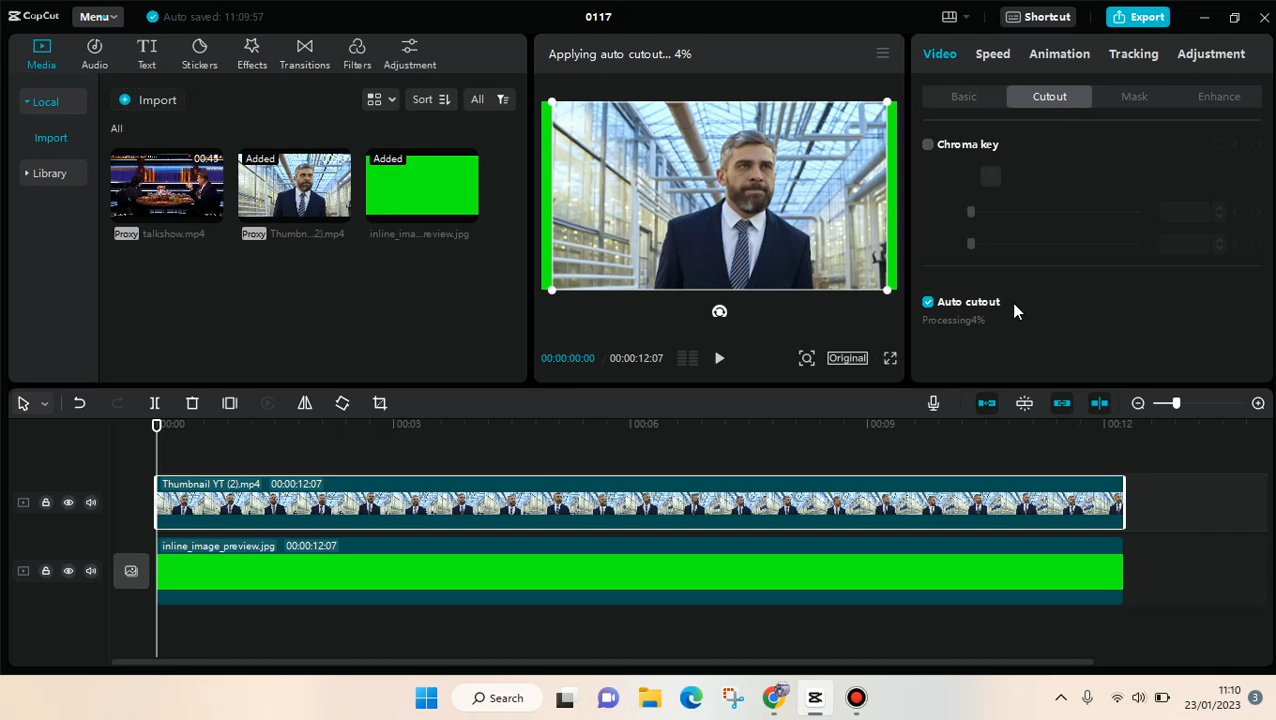 CapCut
Menu
Auto saved: 11:09:57
0117
Shortcut
Export
Media
Audio
Text
Stickers
Effects
Transitions
Filters
Adjustment
Local
Import
Library
Import
Sort
All
All
00:45
Added
Added
Proxy talkshow.mp4
Proxy Thumbn...2).mp4
inline_ima...review.jpg
Applying auto cutout... 4%
00:00:00:00 / 00:00:12:07
Original
Video
Speed
Animation
Tracking
Adjustment
Basic
Cutout
Mask
Enhance
Chroma key
Auto cutout
Processing4%
00:00
00:03
00:06
00:09
00:12
Thumbnail YT (2).mp4 00:00:12:07
inline_image_preview.jpg 00:00:12:07
Search
11:10
23/01/2023
3